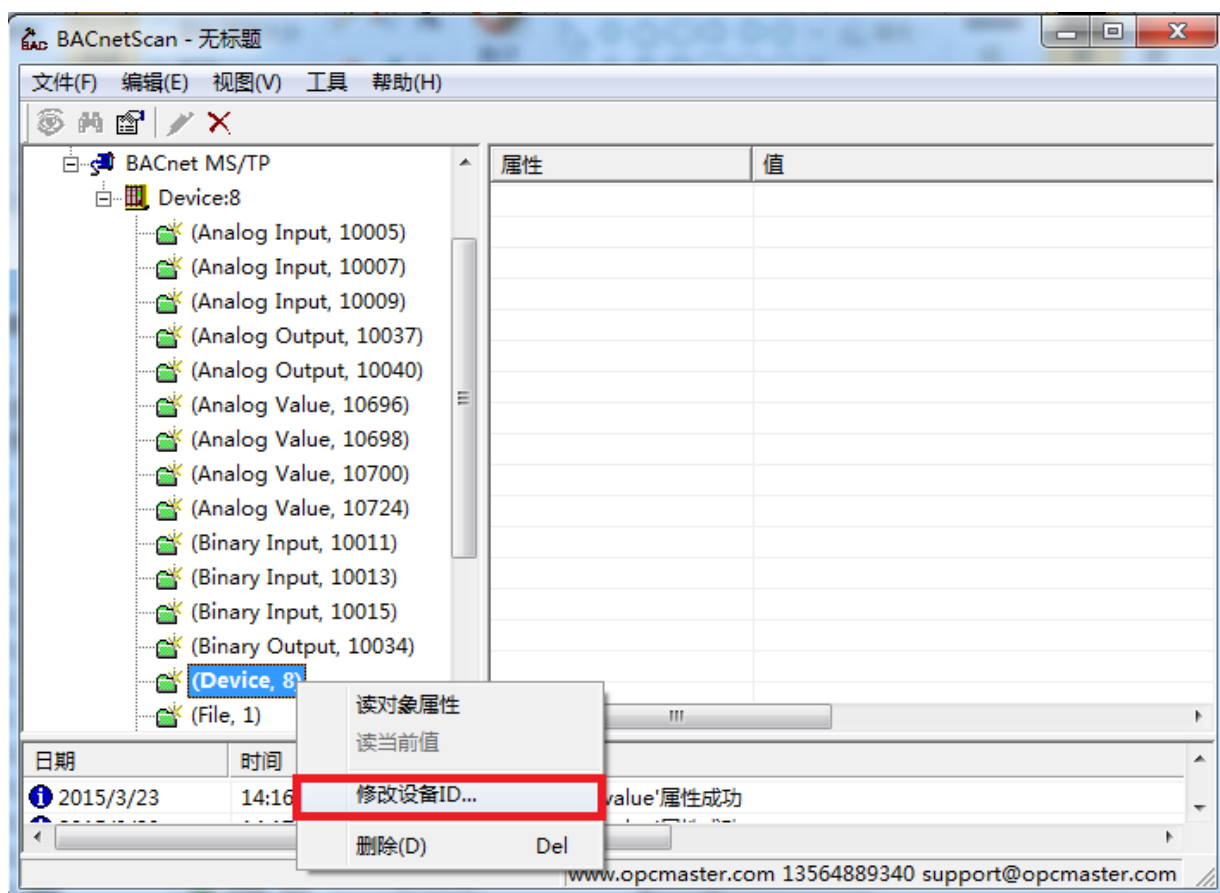 BACnetScan - 无标题
文件(F) 编辑(E) 视图(V) 工具 帮助(H)
BACnet MS/TP
Device:8
(Analog Input, 10005)
(Analog Input, 10007)
(Analog Input, 10009)
(Analog Output, 10037)
(Analog Output, 10040)
(Analog Value, 10696)
(Analog Value, 10698)
(Analog Value, 10700)
(Analog Value, 10724)
(Binary Input, 10011)
(Binary Input, 10013)
(Binary Input, 10015)
(Binary Output, 10034)
(Device, 8)
(File, 1)
属性 值
读对象属性
读当前值
修改设备ID...
删除(D) Del
日期 时间
2015/3/23 14:16 value'属性成功
www.opcmaster.com 13564889340 support@opcmaster.com